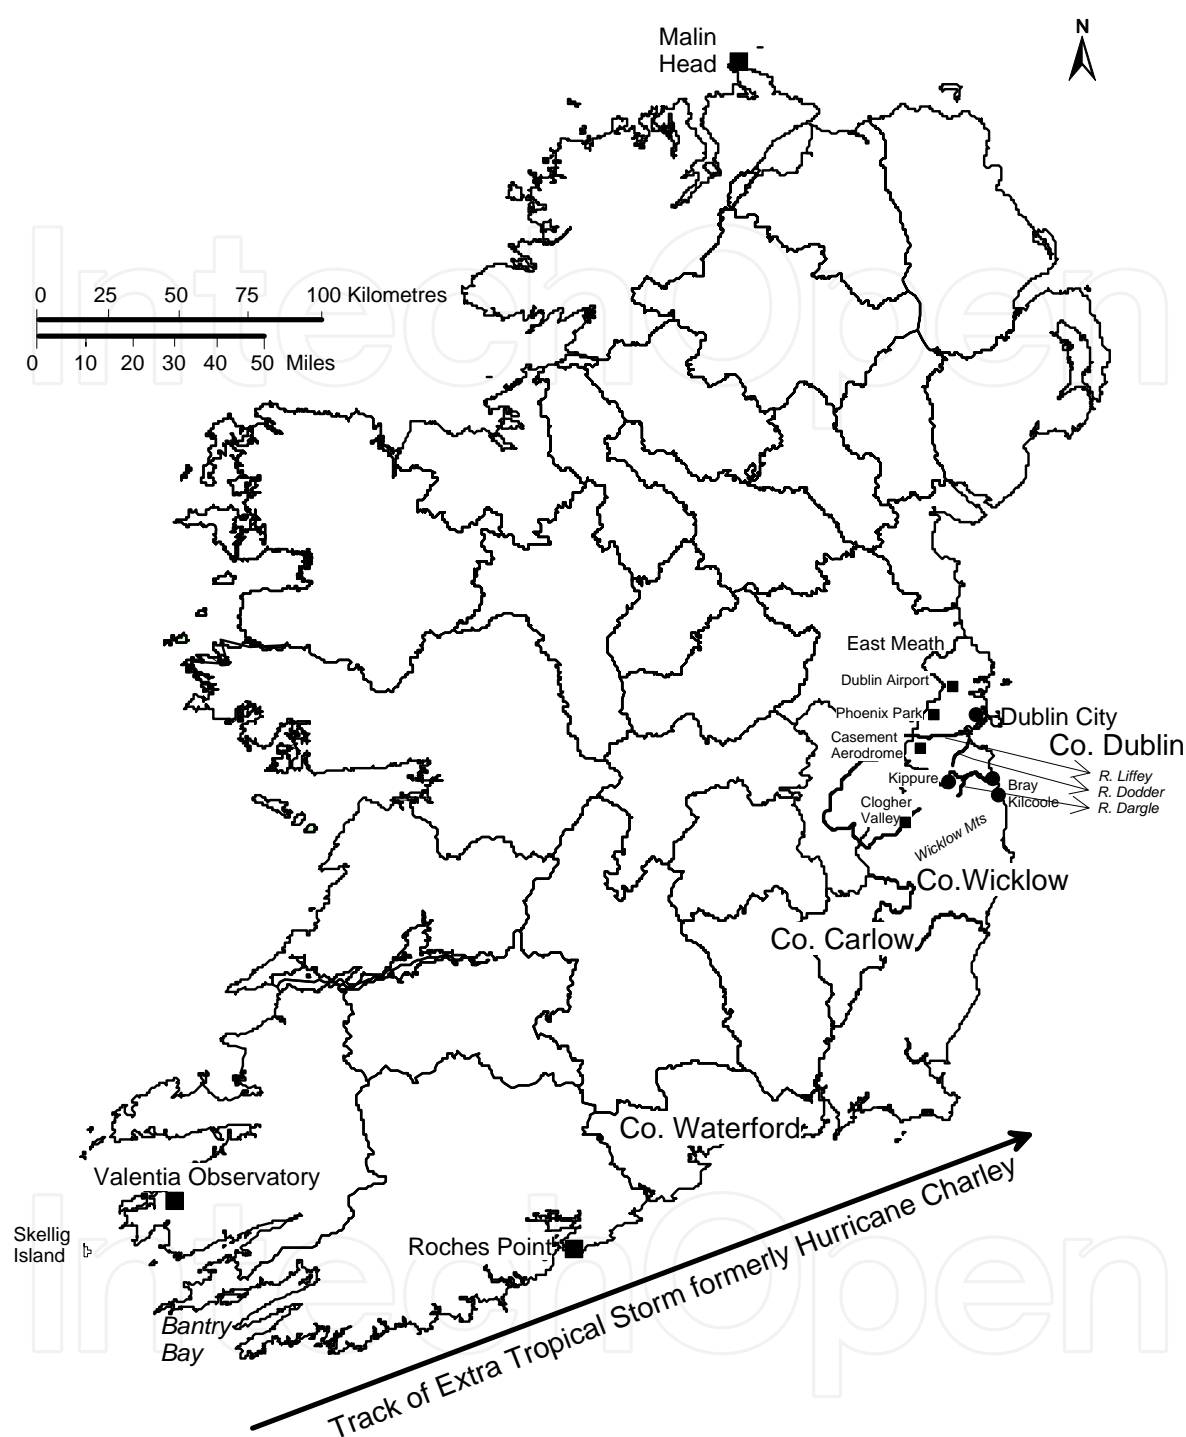 Malin
Head
N
0 25 50 75 100 Kilometres
0 10 20 30 40 50 Miles
East Meath
Dublin Airport
Phoenix Park
Dublin City
Casement
Aerodrome
Co. Dublin
R. Liffey
Kippure
Bray
R. Dodder
Kilcoole
R. Dargle
Clogher
Valley
Wicklow Mts
Co.Wicklow
Co. Carlow
Co. Waterford
Valentia Observatory
Skellig
Island
Roches Point
Bantry
Bay
Track of Extra Tropical Storm formerly Hurricane Charley
IntechOpen
IntechOpen